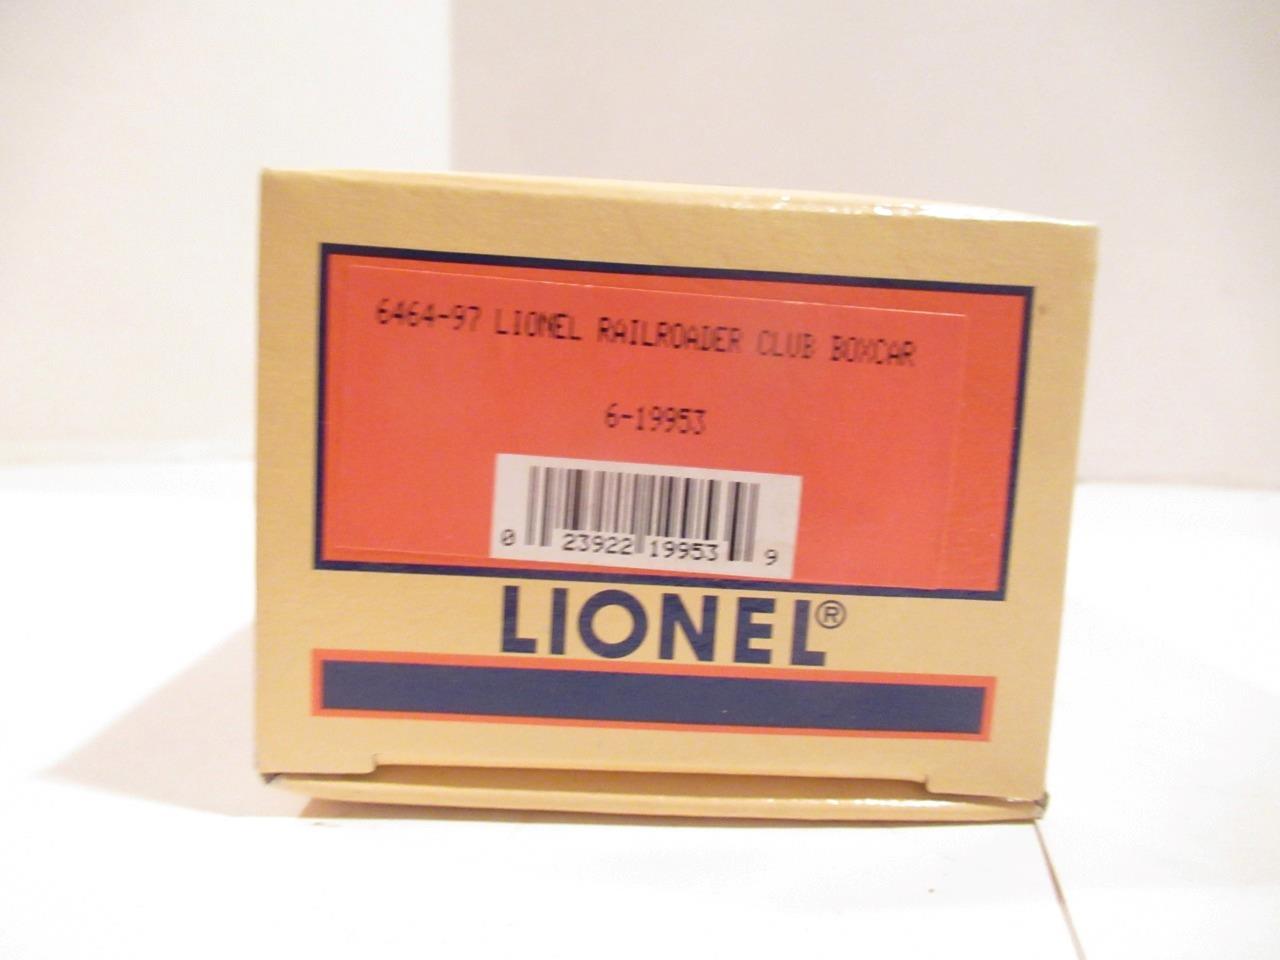 6464-97 LIONEL RAILROADER CLUB BOXCAR
6-19953
0 23922 19953 9
LIONEL®